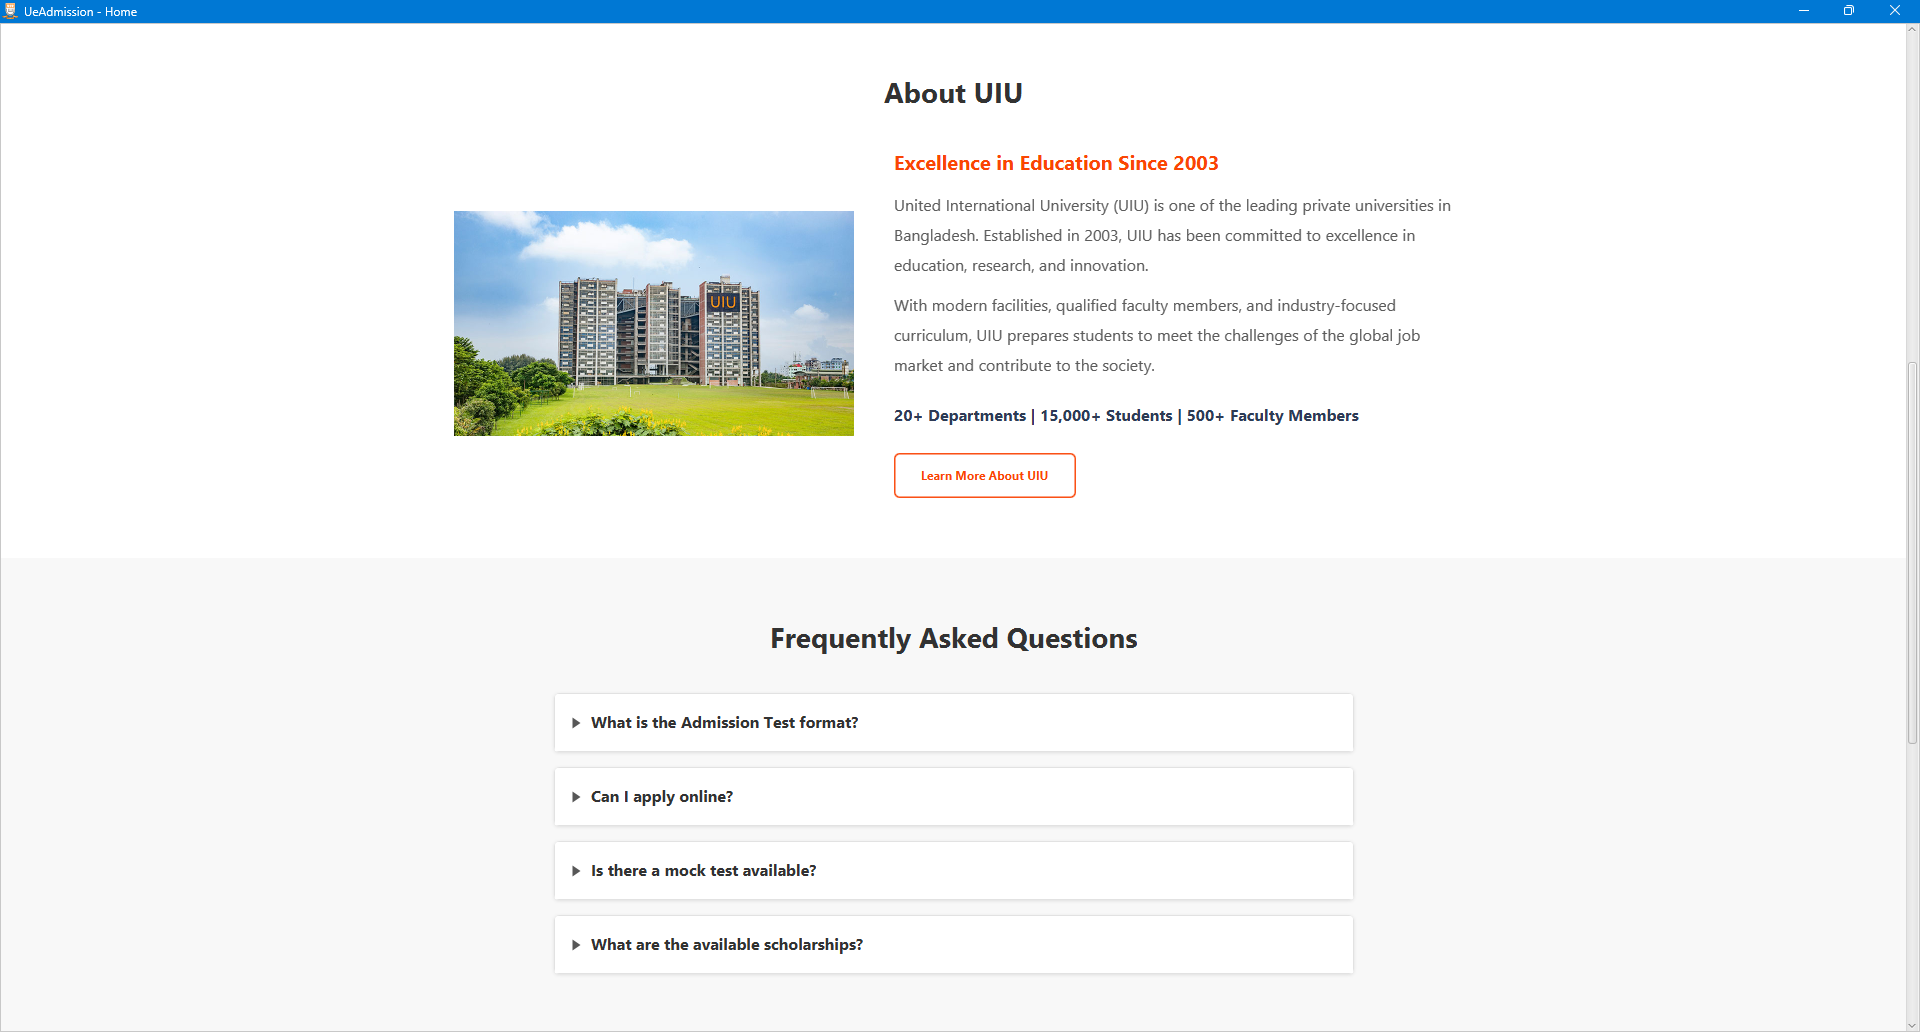 UeAdmission - Home
About UIU
Excellence in Education Since 2003
United International University (UIU) is one of the leading private universities in
Bangladesh. Established in 2003, UIU has been committed to excellence in
education, research, and innovation.
UIU
With modern facilities, qualified faculty members, and industry-focused
curriculum, UIU prepares students to meet the challenges of the global job
market and contribute to the society.
20+ Departments | 15,000+ Students | 500+ Faculty Members
Learn More About UIU
Frequently Asked Questions
What is the Admission Test format?
Can I apply online?
Is there a mock test available?
What are the available scholarships?